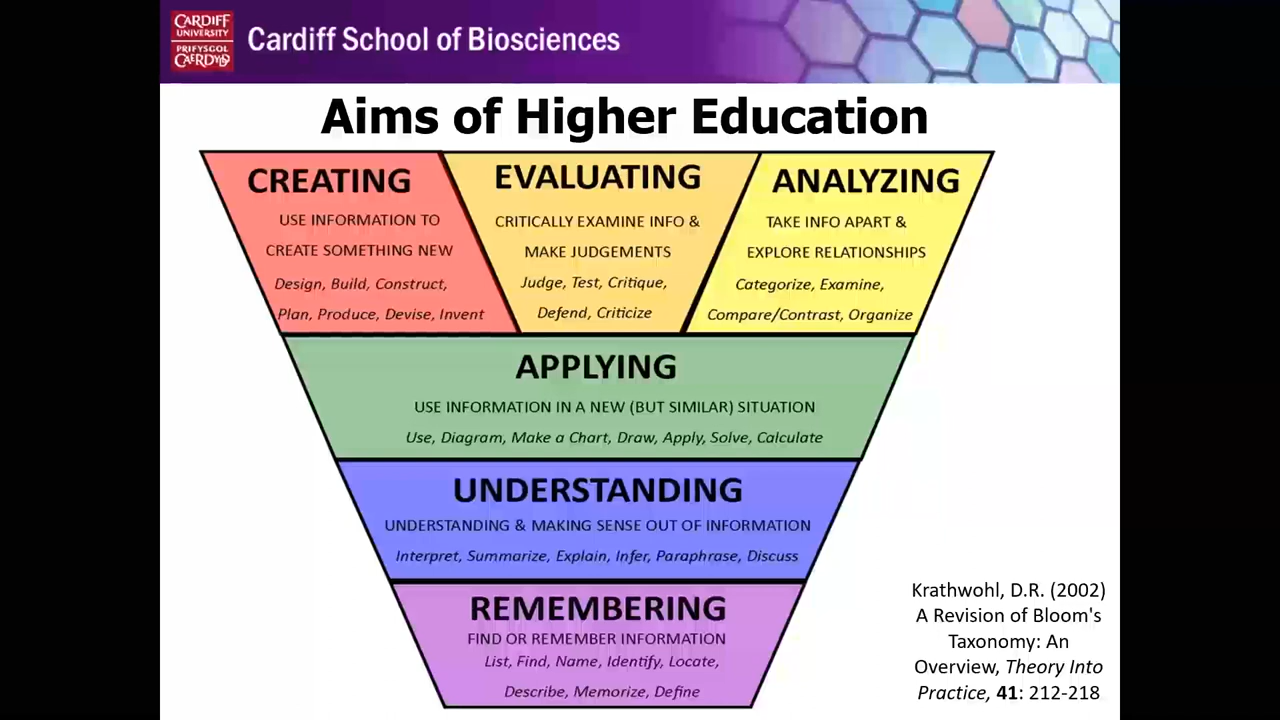 CARDIFF
UNIVERSITY
PRIFYSGOL
CAERDYDD
Cardiff School of Biosciences
Aims of Higher Education
CREATING
USE INFORMATION TO
CREATE SOMETHING NEW
Design, Build, Construct,
Plan, Produce, Devise, Invent
EVALUATING
CRITICALLY EXAMINE INFO &
MAKE JUDGEMENTS
Judge, Test, Critique,
Defend, Criticize
ANALYZING
TAKE INFO APART &
EXPLORE RELATIONSHIPS
Categorize, Examine,
Compare/Contrast, Organize
APPLYING
USE INFORMATION IN A NEW (BUT SIMILAR) SITUATION
Use, Diagram, Make a Chart, Draw, Apply, Solve, Calculate
UNDERSTANDING
UNDERSTANDING & MAKING SENSE OUT OF INFORMATION
Interpret, Summarize, Explain, Infer, Paraphrase, Discuss
REMEMBERING
FIND OR REMEMBER INFORMATION
List, Find, Name, Identify, Locate,
Describe, Memorize, Define
Krathwohl, D.R. (2002)
A Revision of Bloom's
Taxonomy: An
Overview, Theory Into
Practice, 41: 212-218